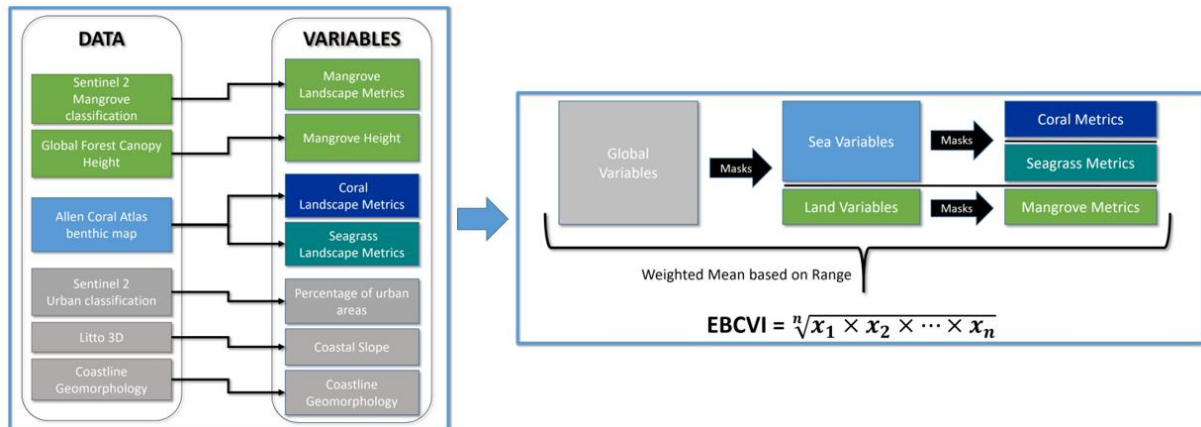 DATA
VARIABLES
Sentinel 2
Mangrove
classification
Mangrove
Landscape Metrics
Global Forest Canopy
Height
Mangrove Height
Allen Coral Atlas
benthic map
Coral
Landscape Metrics
Seagrass
Landscape Metrics
Sentinel 2
Urban classification
Percentage of urban
areas
Litto 3D
Coastal Slope
Coastline
Geomorphology
Coastline
Geomorphology
Global
Variables
Masks
Sea Variables
Land Variables
Masks
Masks
Coral Metrics
Seagrass Metrics
Mangrove Metrics
Weighted Mean based on Range
EBCVI = ⁿ√(x₁ × x₂ × ⋯ × xₙ)